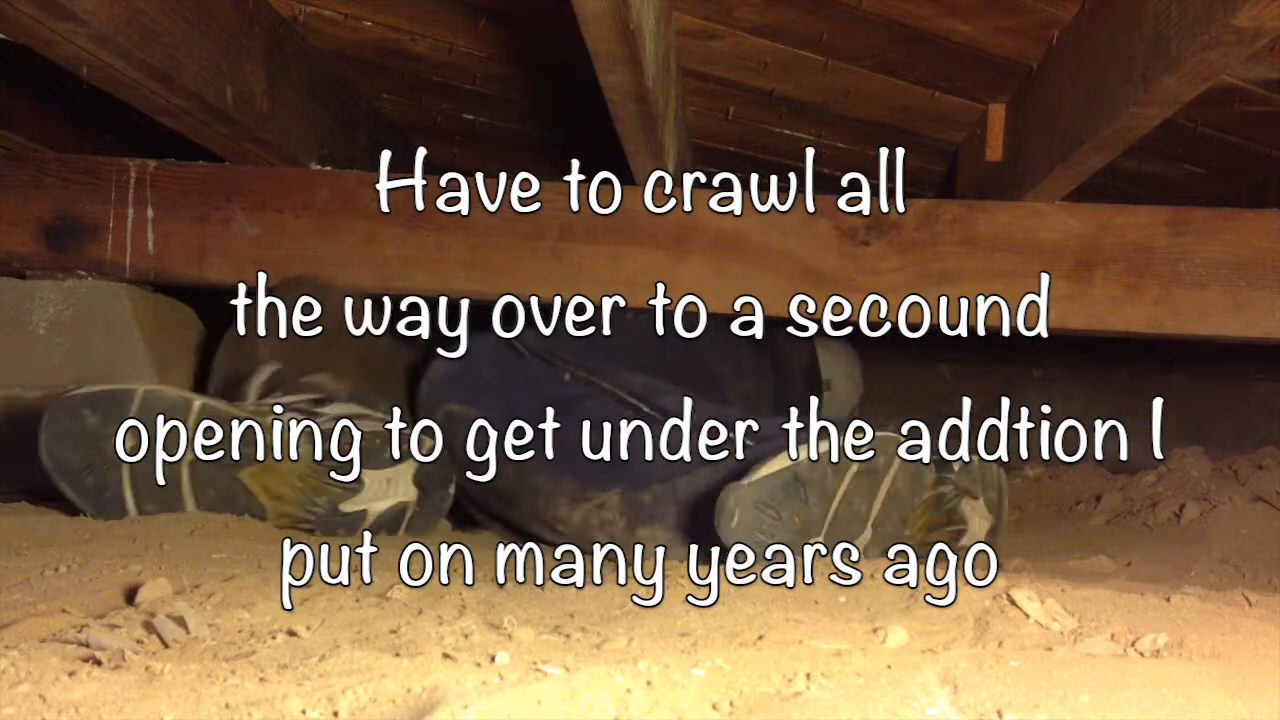 Have to crawl all
the way over to a secound
opening to get under the addtion I
put on many years ago